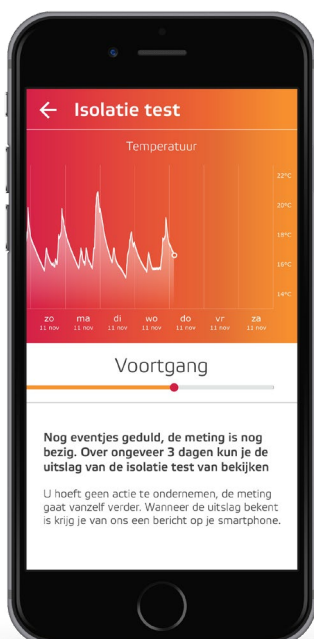 Isolatie test
Temperatuur
22°C
20°C
18°C
16°C
14°C
zo ma di wo do vr za
11 nov 11 nov 11 nov 11 nov 11 nov 11 nov 11 nov
Voortgang
Nog eventjes geduld, de meting is nog
bezig. Over ongeveer 3 dagen kun je de
uitslag van de isolatie test van bekijken
U hoeft geen actie te ondernemen, de meting
gaat vanzelf verder. Wanneer de uitslag bekent
is krijg je van ons een bericht op je smartphone.